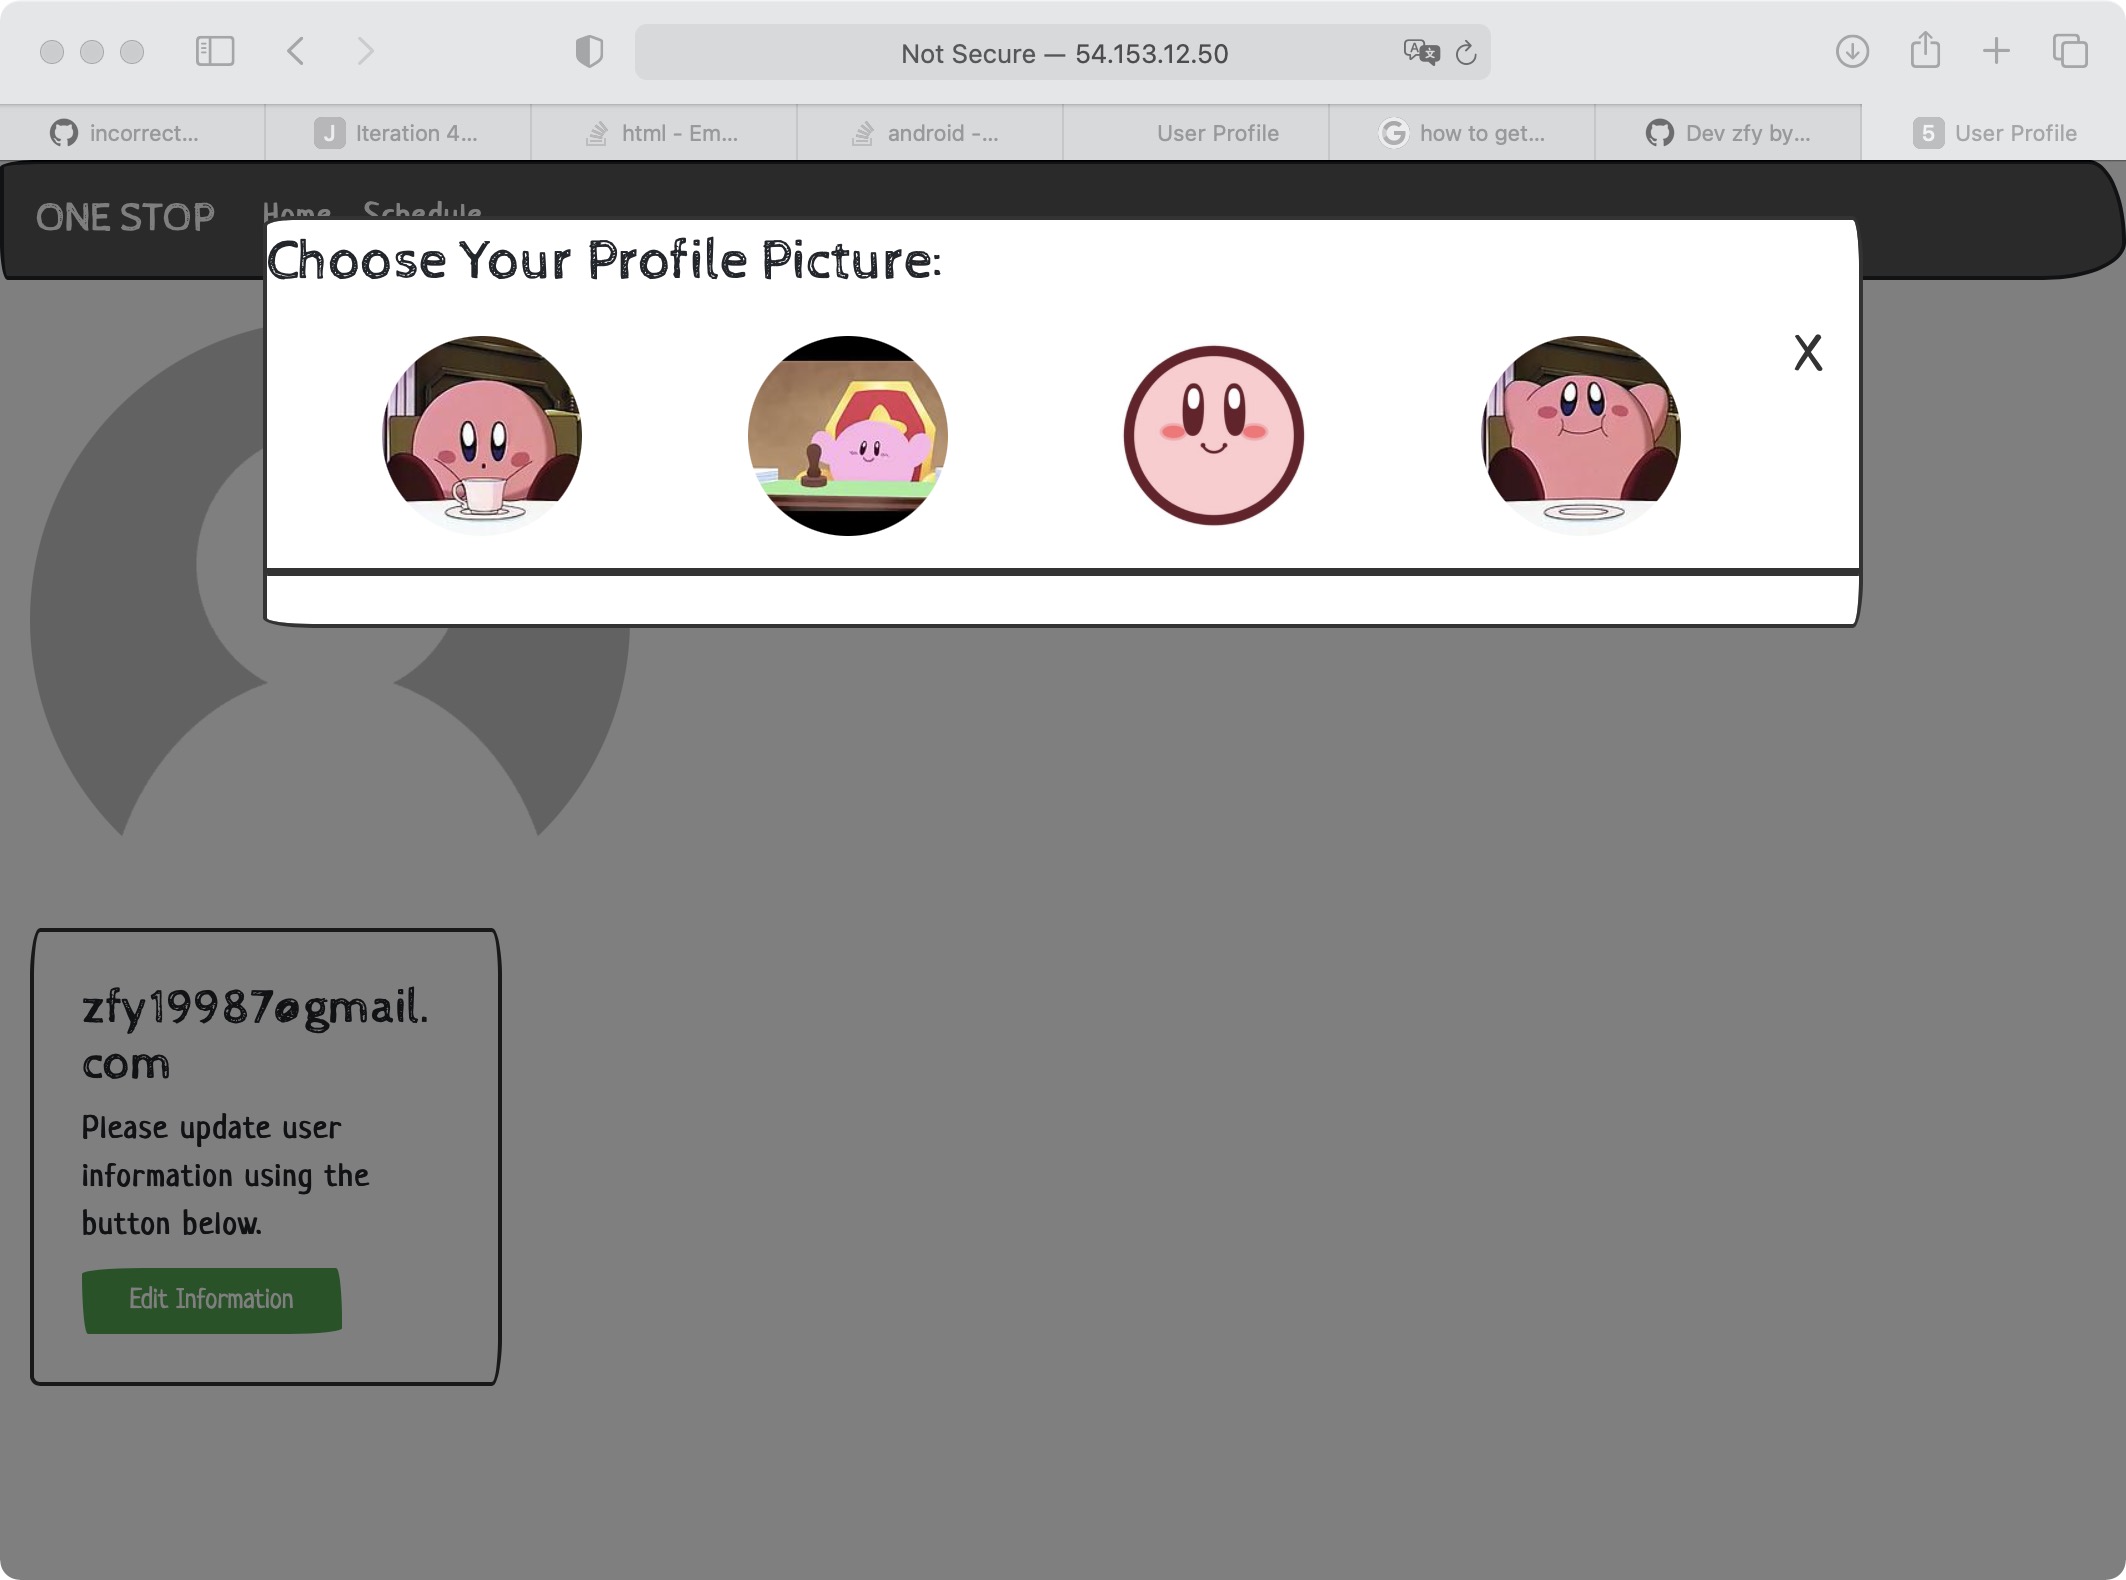 Not Secure — 54.153.12.50
incorrect...
J Iteration 4...
html - Em...
android -...
User Profile
G how to get...
Dev zfy by...
5 User Profile
ONE STOP Home Schedule
Choose Your Profile Picture:
X
zfy19987@gmail.
com
Please update user
information using the
button below.
Edit Information